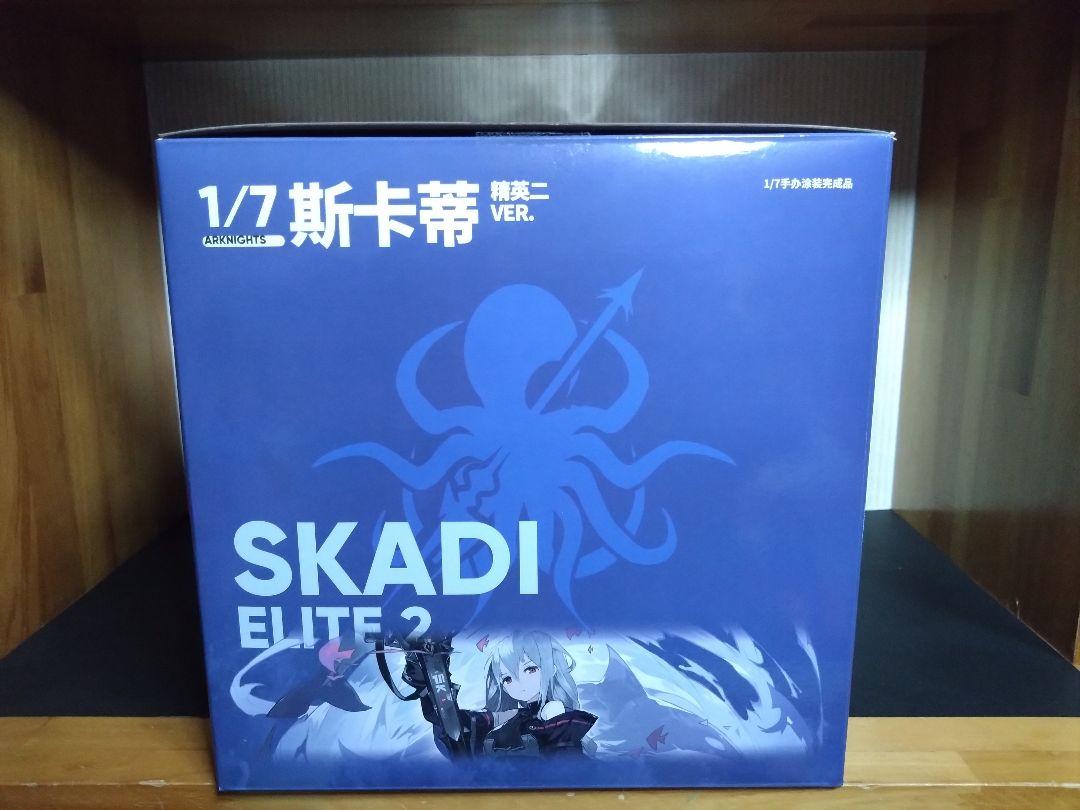 1/7 斯卡蒂 精英二
VER.
ARKNIGHTS
1/7手办涂装完成品
SKADI
ELITE 2